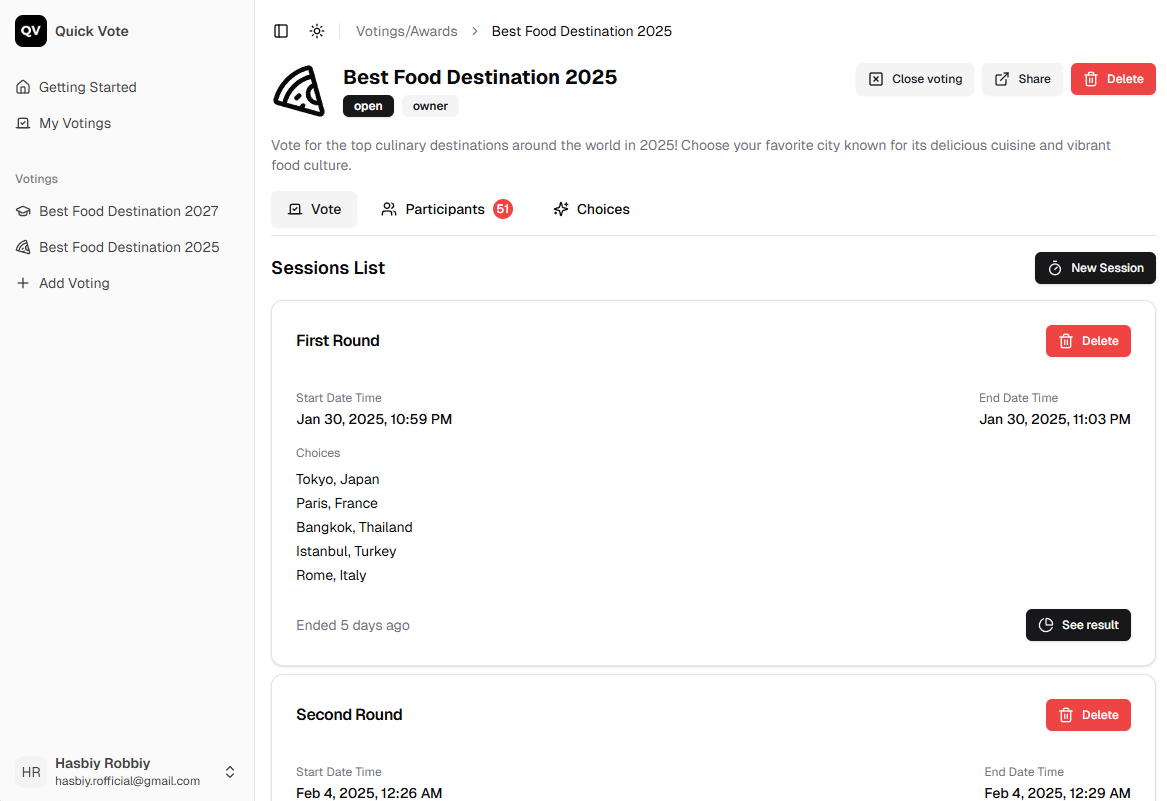 QV Quick Vote
Getting Started
My Votings
Votings
Best Food Destination 2027
Best Food Destination 2025
Add Voting
HR Hasbiy Robbiy
hasbiy.rofficial@gmail.com
Votings/Awards > Best Food Destination 2025
Best Food Destination 2025
open owner
Close voting Share Delete
Vote for the top culinary destinations around the world in 2025! Choose your favorite city known for its delicious cuisine and vibrant
food culture.
Vote Participants 51 Choices
Sessions List New Session
First Round Delete
Start Date Time End Date Time
Jan 30, 2025, 10:59 PM Jan 30, 2025, 11:03 PM
Choices
Tokyo, Japan
Paris, France
Bangkok, Thailand
Istanbul, Turkey
Rome, Italy
Ended 5 days ago See result
Second Round Delete
Start Date Time End Date Time
Feb 4, 2025, 12:26 AM Feb 4, 2025, 12:29 AM